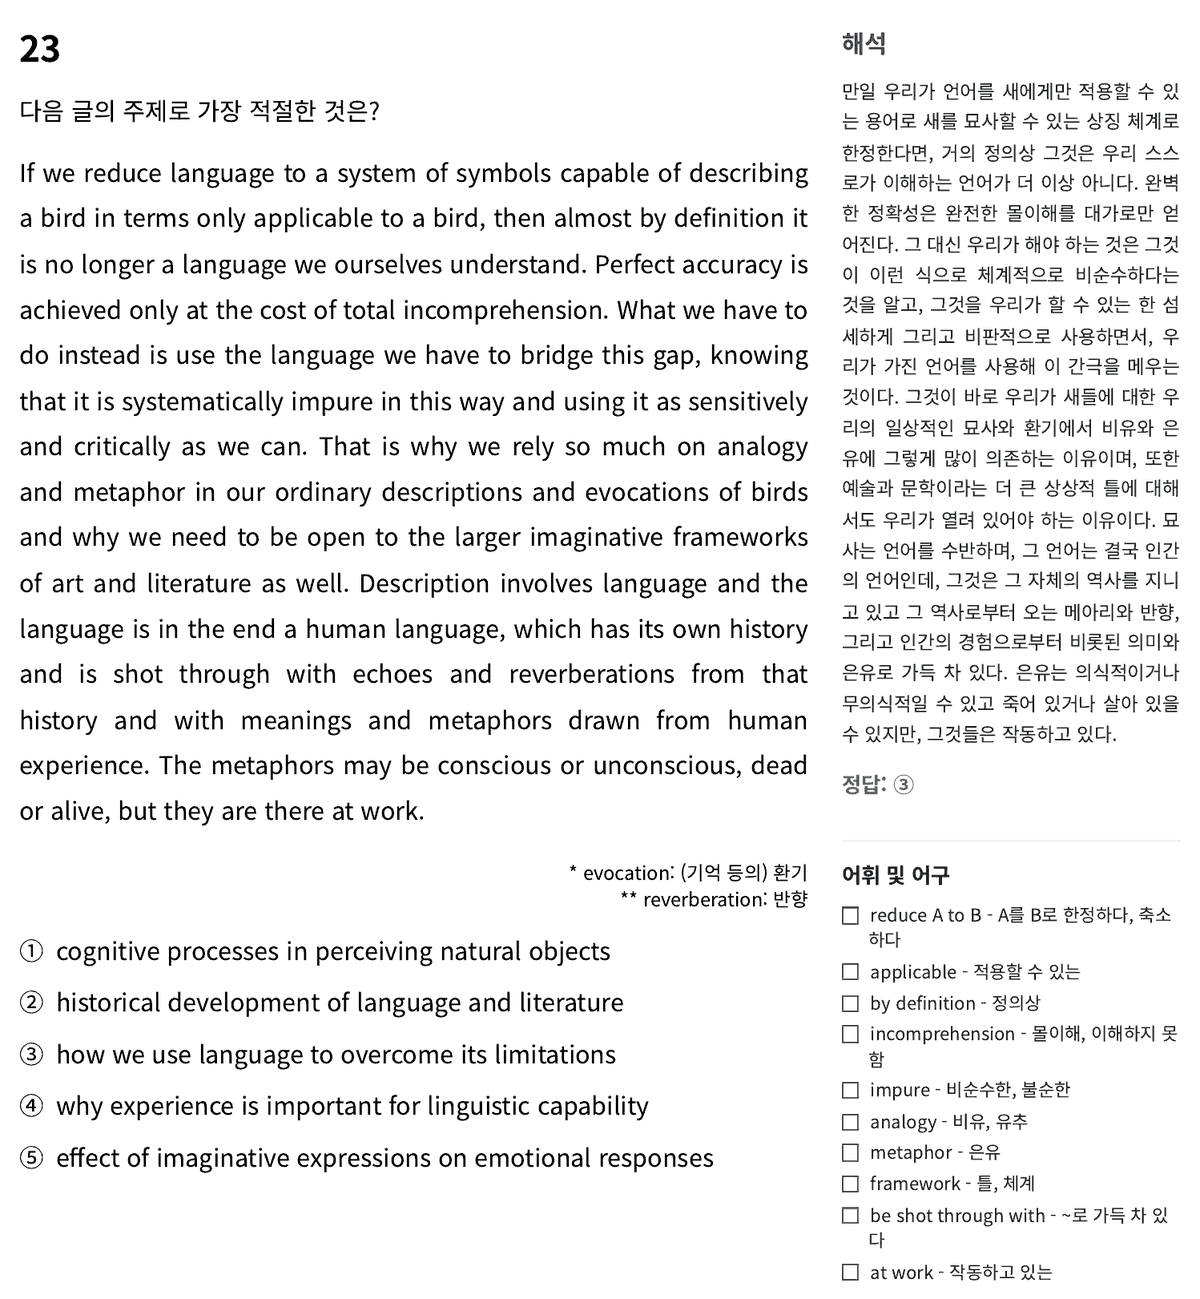 23
다음 글의 주제로 가장 적절한 것은?
If we reduce language to a system of symbols capable of describing
a bird in terms only applicable to a bird, then almost by definition it
is no longer a language we ourselves understand. Perfect accuracy is
achieved only at the cost of total incomprehension. What we have to
do instead is use the language we have to bridge this gap, knowing
that it is systematically impure in this way and using it as sensitively
and critically as we can. That is why we rely so much on analogy
and metaphor in our ordinary descriptions and evocations of birds
and why we need to be open to the larger imaginative frameworks
of art and literature as well. Description involves language and the
language is in the end a human language, which has its own history
and is shot through with echoes and reverberations from that
history and with meanings and metaphors drawn from human
experience. The metaphors may be conscious or unconscious, dead
or alive, but they are there at work.
* evocation: (기억 등의) 환기
** reverberation: 반향
① cognitive processes in perceiving natural objects
② historical development of language and literature
③ how we use language to overcome its limitations
④ why experience is important for linguistic capability
⑤ effect of imaginative expressions on emotional responses
해석
만일 우리가 언어를 새에게만 적용할 수 있
는 용어로 새를 묘사할 수 있는 상징 체계로
한정한다면, 거의 정의상 그것은 우리 스스
로가 이해하는 언어가 더 이상 아니다. 완벽
한 정확성은 완전한 몰이해를 대가로만 얻
어진다. 그 대신 우리가 해야 하는 것은 그것
이 이런 식으로 체계적으로 비순수하다는
것을 알고, 그것을 우리가 할 수 있는 한 섬
세하게 그리고 비판적으로 사용하면서, 우
리가 가진 언어를 사용해 이 간극을 메우는
것이다. 그것이 바로 우리가 새들에 대한 우
리의 일상적인 묘사와 환기에서 비유와 은
유에 그렇게 많이 의존하는 이유이며, 또한
예술과 문학이라는 더 큰 상상적 틀에 대해
서도 우리가 열려 있어야 하는 이유이다. 묘
사는 언어를 수반하며, 그 언어는 결국 인간
의 언어인데, 그것은 그 자체의 역사를 지니
고 있고 그 역사로부터 오는 메아리와 반향,
그리고 인간의 경험으로부터 비롯된 의미와
은유로 가득 차 있다. 은유는 의식적이거나
무의식적일 수 있고 죽어 있거나 살아 있을
수 있지만, 그것들은 작동하고 있다.
정답: ③
어휘 및 어구
□ reduce A to B - A를 B로 한정하다, 축소
하다
□ applicable - 적용할 수 있는
□ by definition - 정의상
□ incomprehension - 몰이해, 이해하지 못
함
□ impure - 비순수한, 불순한
□ analogy - 비유, 유추
□ metaphor - 은유
□ framework - 틀, 체계
□ be shot through with - ~로 가득 차 있
다
□ at work - 작동하고 있는